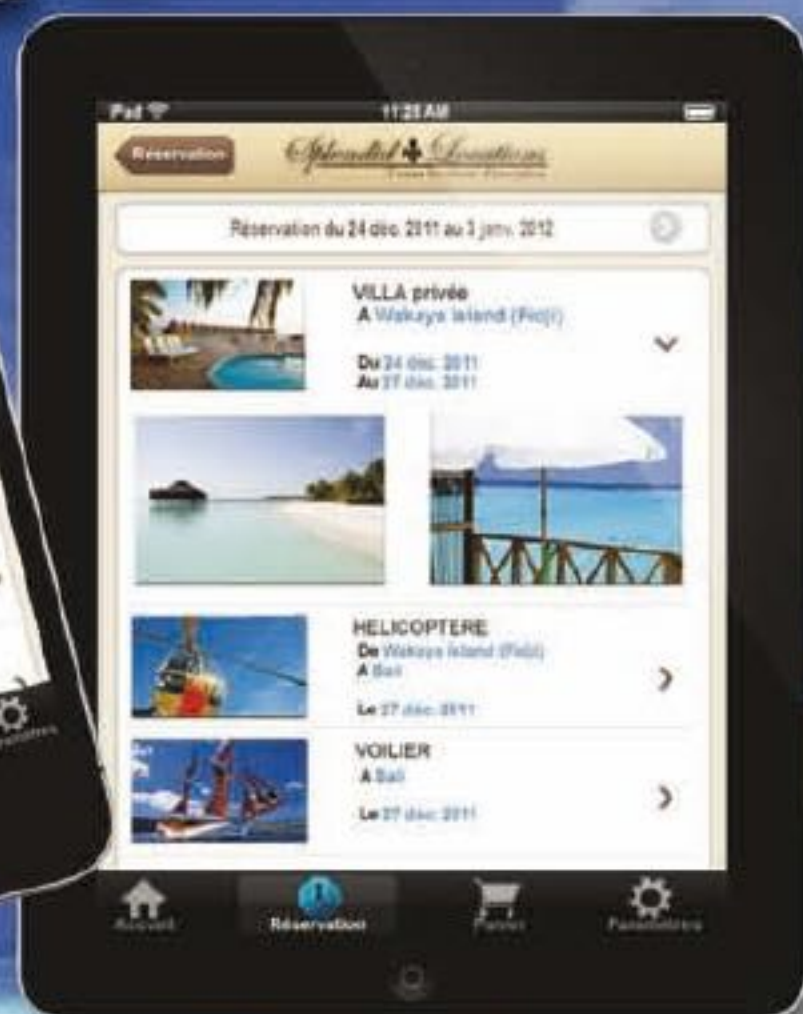 iPad
11:28 AM
Réservation
Splendid Locations
Réservation du 24 déc. 2011 au 3 janv. 2012
VILLA privée
A Wakaya Island (Fidji)
Du 24 déc. 2011
Au 27 déc. 2011
HELICOPTERE
De Wakaya Island (Fidji)
A Bali
Le 27 déc. 2011
VOILIER
A Bali
Le 27 déc. 2011
Accueil
Réservation
Panier
Paramètres